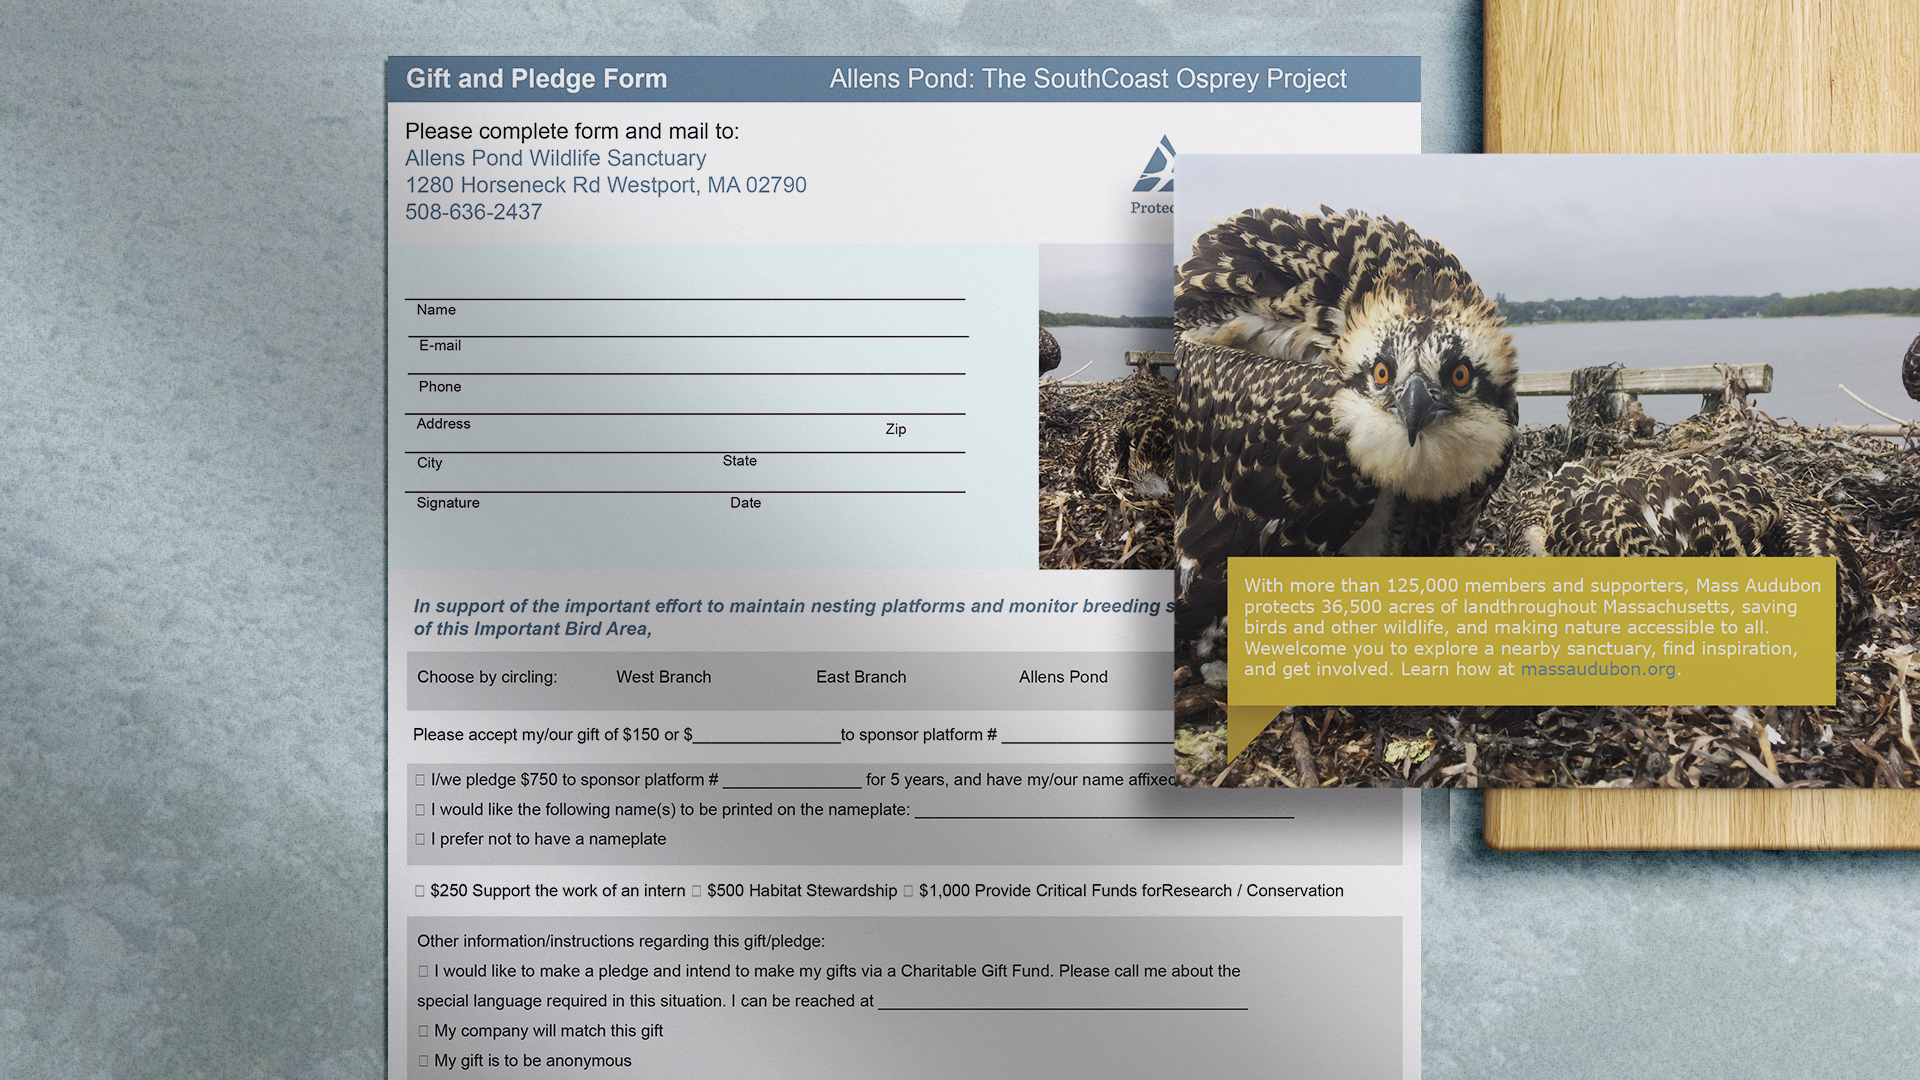 Gift and Pledge Form
Allens Pond: The SouthCoast Osprey Project
Please complete form and mail to:
Allens Pond Wildlife Sanctuary
1280 Horseneck Rd Westport, MA 02790
508-636-2437
Name
E-mail
Phone
Address
Zip
City
State
Signature
Date
In support of the important effort to maintain nesting platforms and monitor breeding
of this Important Bird Area,
Choose by circling: West Branch East Branch Allens Pond
Please accept my/our gift of $150 or $________________to sponsor platform # ___________________
☐ I/we pledge $750 to sponsor platform # _______________ for 5 years, and have my/our name affixed
☐ I would like the following name(s) to be printed on the nameplate: _________________________________________
☐ I prefer not to have a nameplate
☐ $250 Support the work of an intern ☐ $500 Habitat Stewardship ☐ $1,000 Provide Critical Funds forResearch / Conservation
Other information/instructions regarding this gift/pledge:
☐ I would like to make a pledge and intend to make my gifts via a Charitable Gift Fund. Please call me about the
special language required in this situation. I can be reached at ________________________________________
☐ My company will match this gift
☐ My gift is to be anonymous
With more than 125,000 members and supporters, Mass Audubon
protects 36,500 acres of landthroughout Massachusetts, saving
birds and other wildlife, and making nature accessible to all.
Wewelcome you to explore a nearby sanctuary, find inspiration,
and get involved. Learn how at massaudubon.org.